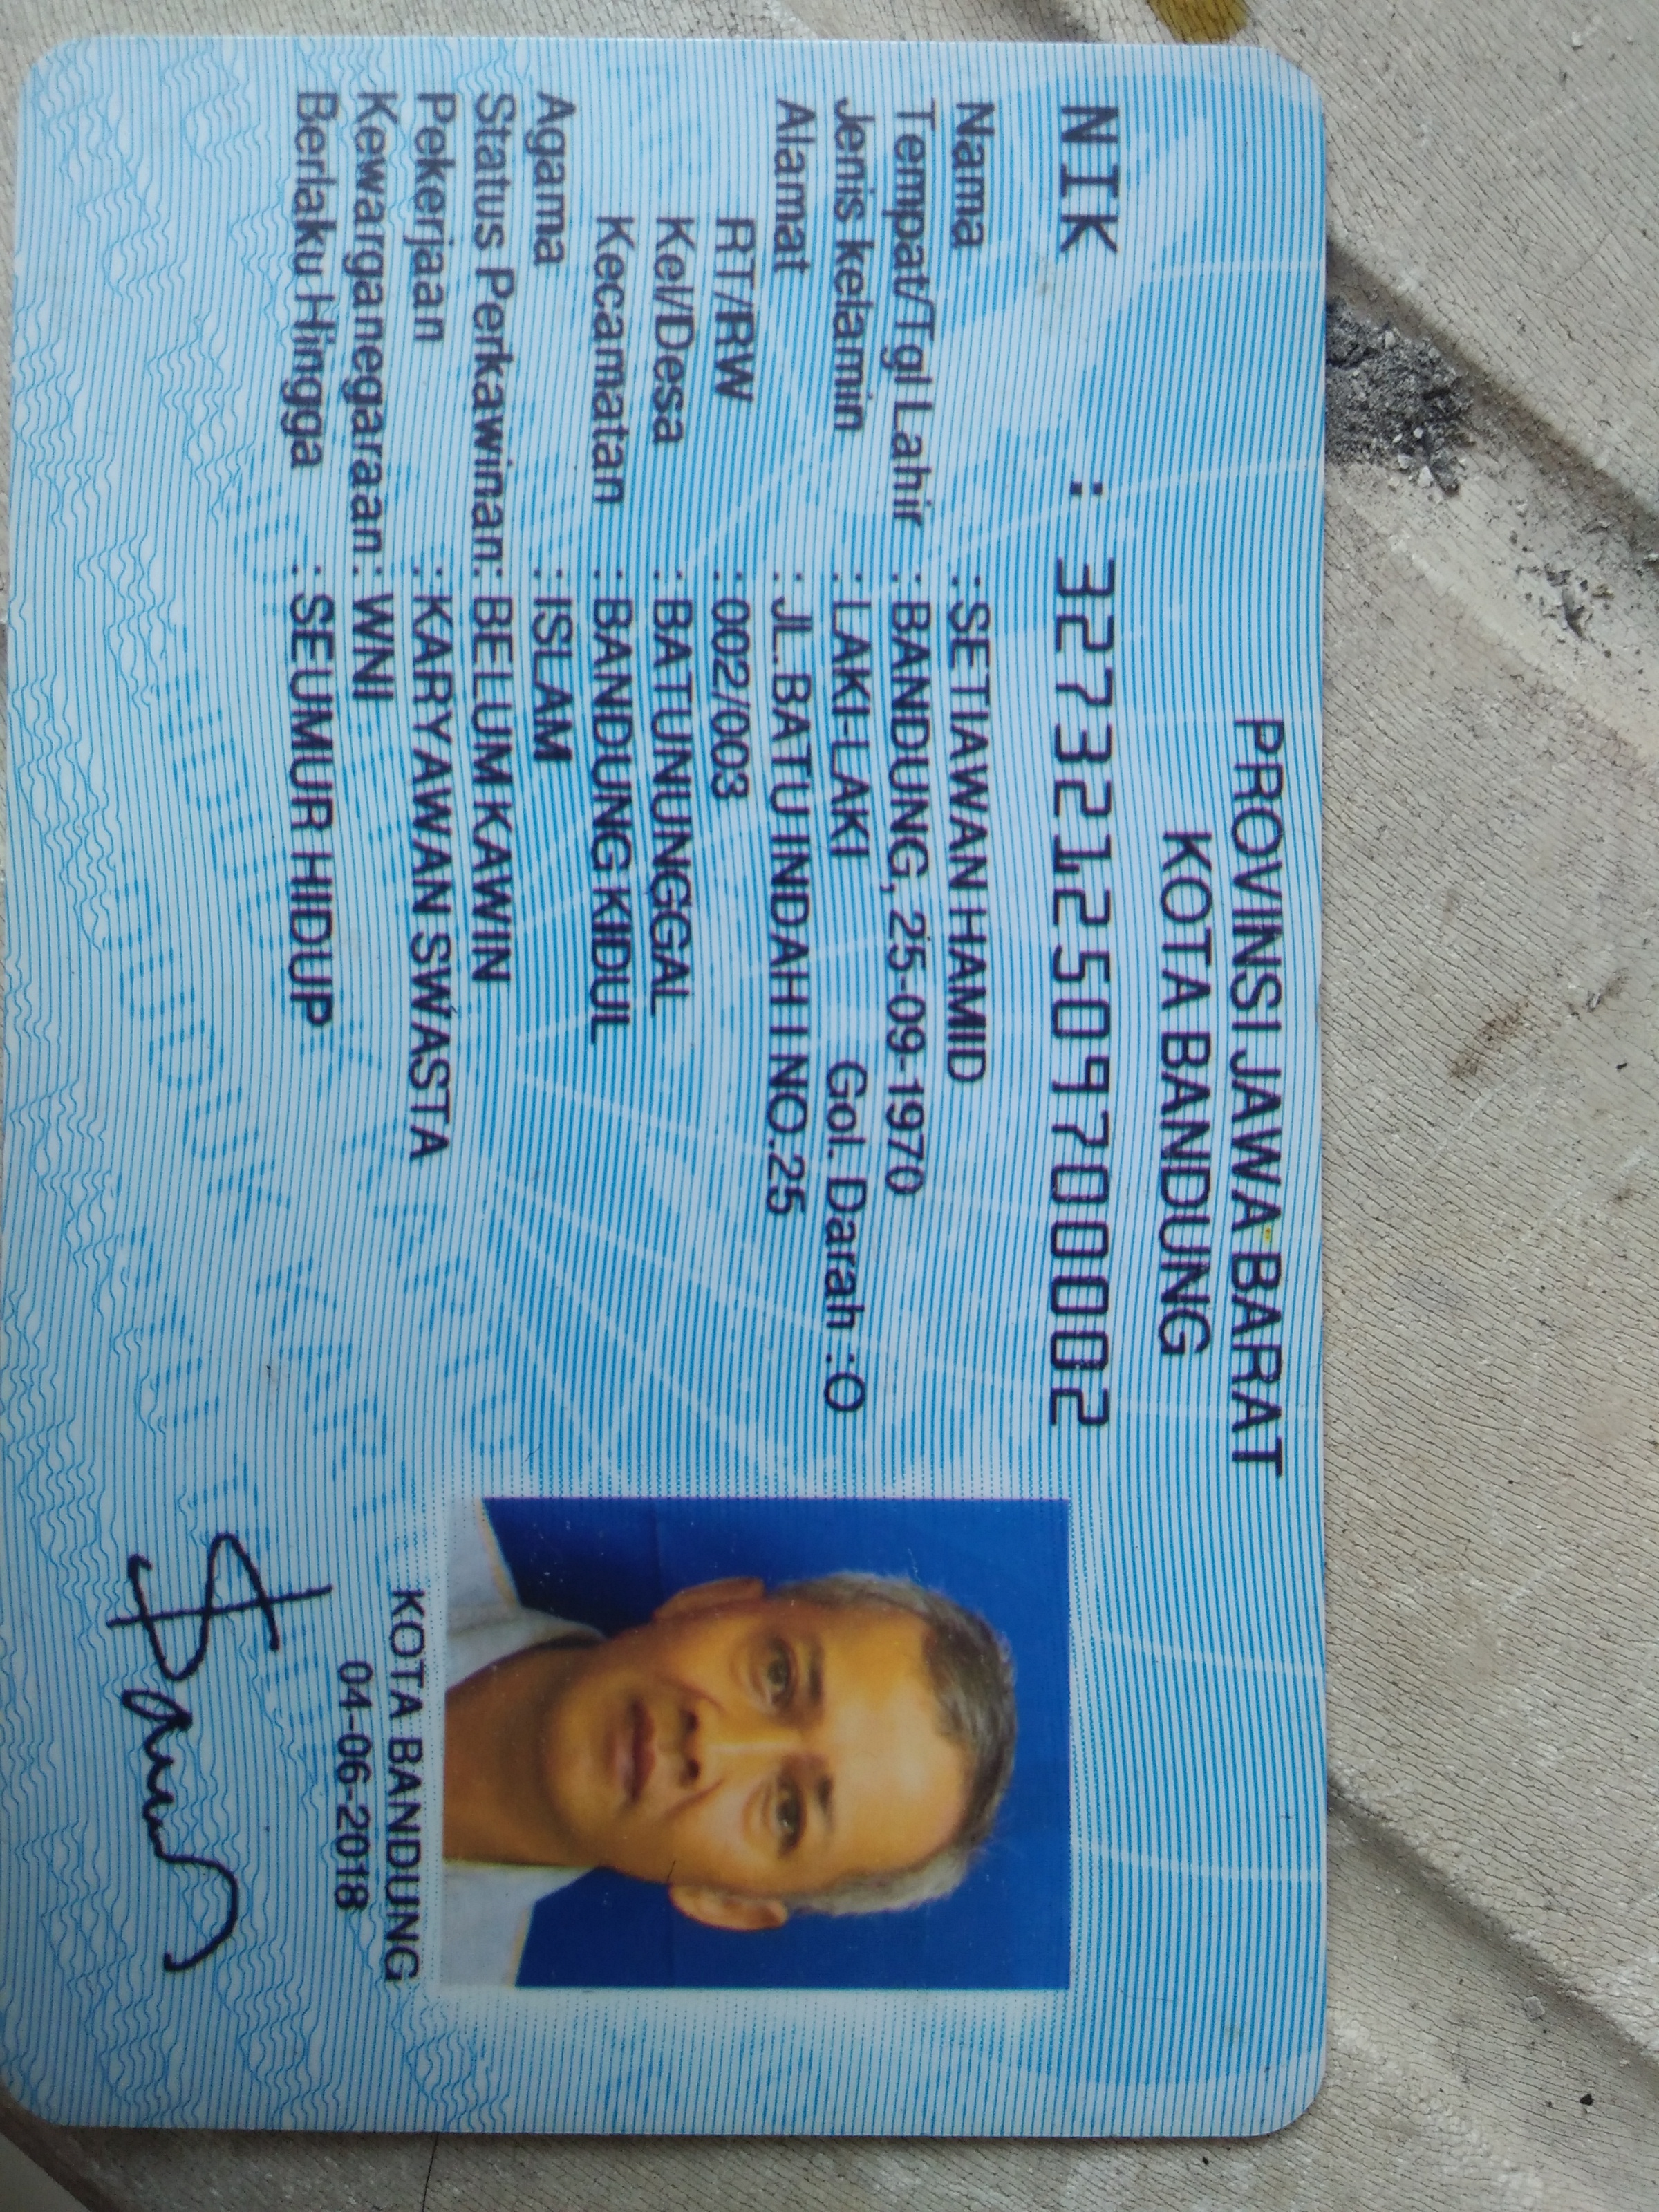 PROVINSI JAWA BARAT
KOTA BANDUNG
NIK : 3273212509700002
Nama : SETIAWAN HAMID
Tempat/Tgl Lahir : BANDUNG, 25-09-1970
Jenis kelamin : LAKI-LAKI Gol. Darah : O
Alamat : JL.BATU INDAH I NO.25
RT/RW : 002/003
Kel/Desa : BATUNUNGGAL
Kecamatan : BANDUNG KIDUL
Agama : ISLAM
Status Perkawinan: BELUM KAWIN
Pekerjaan : KARYAWAN SWASTA
Kewarganegaraan: WNI
Berlaku Hingga : SEUMUR HIDUP
KOTA BANDUNG
04-06-2018